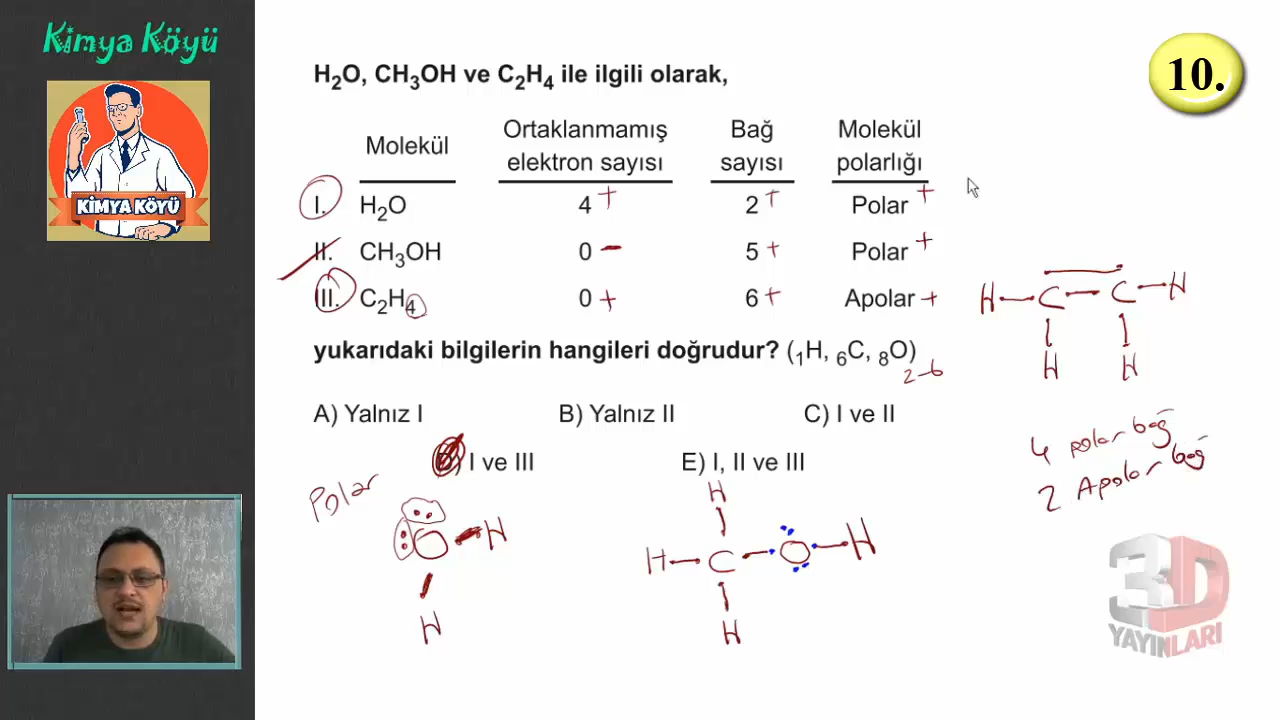 Kimya Köyü
KİMYA KÖYÜ
10.
H₂O, CH₃OH ve C₂H₄ ile ilgili olarak,
Molekül Ortaklanmamış elektron sayısı Bağ sayısı Molekül polarlığı
I. H₂O 4 + 2 + Polar +
II. CH₃OH 0 – 5 + Polar +
III. C₂H₄ 0 + 6 + Apolar +
yukarıdaki bilgilerin hangileri doğrudur? (₁H, ₆C, ₈O)
2-6
A) Yalnız I B) Yalnız II C) I ve II
D) I ve III E) I, II ve III
H – C – C – H
H H
4 polar bağ
2 Apolar bağ
Polar
O – H
H
H
H – C – O – H
H
3D
YAYINLARI